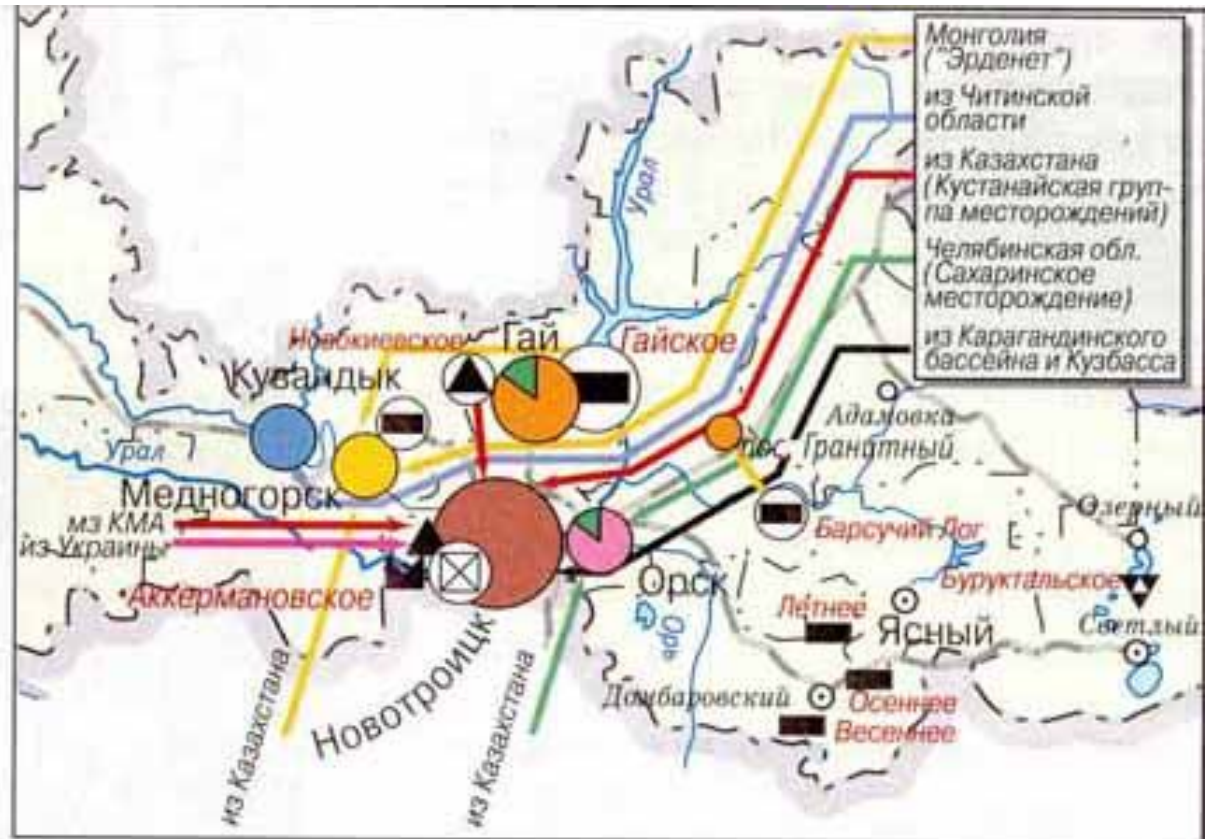 Монголия
("Эрденет")
из Читинской
области
из Казахстана
(Кустанайская груп-
па месторождений)
Челябинская обл.
(Сахаринское
месторождение)
из Карагандинского
бассейна и Кузбасса
Урал
Новокиевское
Гай
Гайское
Кувандык
Адамовка
Урал
пос. Гранатный
Медногорск
из КМА
из Украины
Озерный
Барсучий Лог
Аккермановское
Орск
Буруктальское
Летнее
Ясный
Светлый
Орь
Домбаровский
Осеннее
Весеннее
Новотроицк
из Казахстана
из Казахстана